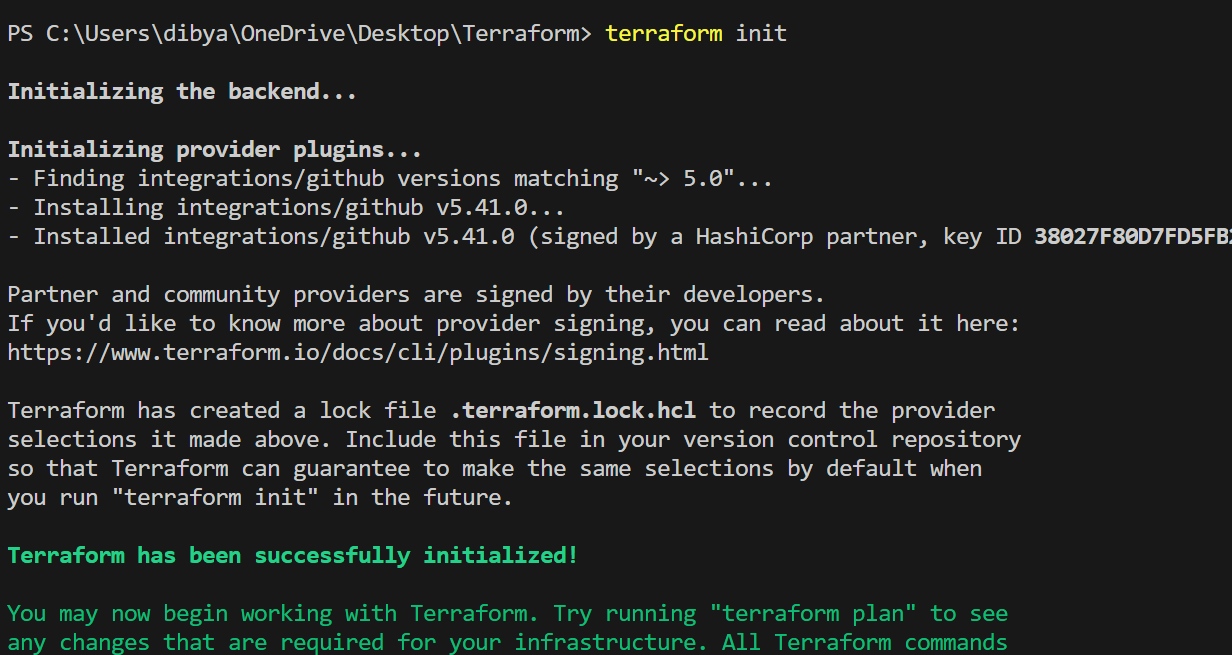 PS C:\Users\dibya\OneDrive\Desktop\Terraform> terraform init
Initializing the backend...
Initializing provider plugins...
- Finding integrations/github versions matching "~> 5.0"...
- Installing integrations/github v5.41.0...
- Installed integrations/github v5.41.0 (signed by a HashiCorp partner, key ID 38027F80D7FD5FB
Partner and community providers are signed by their developers.
If you'd like to know more about provider signing, you can read about it here:
https://www.terraform.io/docs/cli/plugins/signing.html
Terraform has created a lock file .terraform.lock.hcl to record the provider
selections it made above. Include this file in your version control repository
so that Terraform can guarantee to make the same selections by default when
you run "terraform init" in the future.
Terraform has been successfully initialized!
You may now begin working with Terraform. Try running "terraform plan" to see
any changes that are required for your infrastructure. All Terraform commands